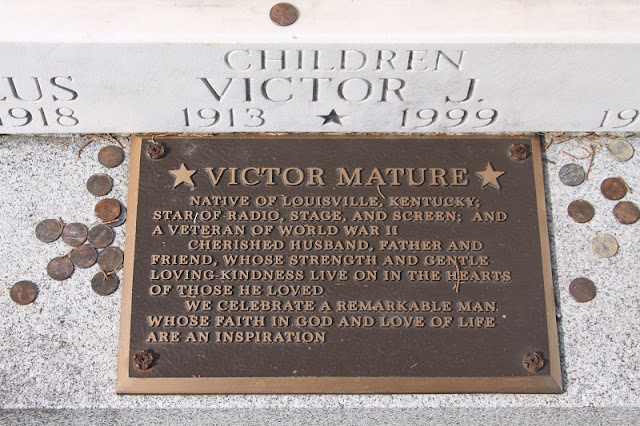 CHILDREN
US VICTOR J.
1918 1913 ★ 1999 19
★ VICTOR MATURE ★
NATIVE OF LOUISVILLE, KENTUCKY;
STAR OF RADIO, STAGE, AND SCREEN; AND
A VETERAN OF WORLD WAR II
CHERISHED HUSBAND, FATHER AND
FRIEND, WHOSE STRENGTH AND GENTLE
LOVING-KINDNESS LIVE ON IN THE HEARTS
OF THOSE HE LOVED
WE CELEBRATE A REMARKABLE MAN,
WHOSE FAITH IN GOD AND LOVE OF LIFE
ARE AN INSPIRATION